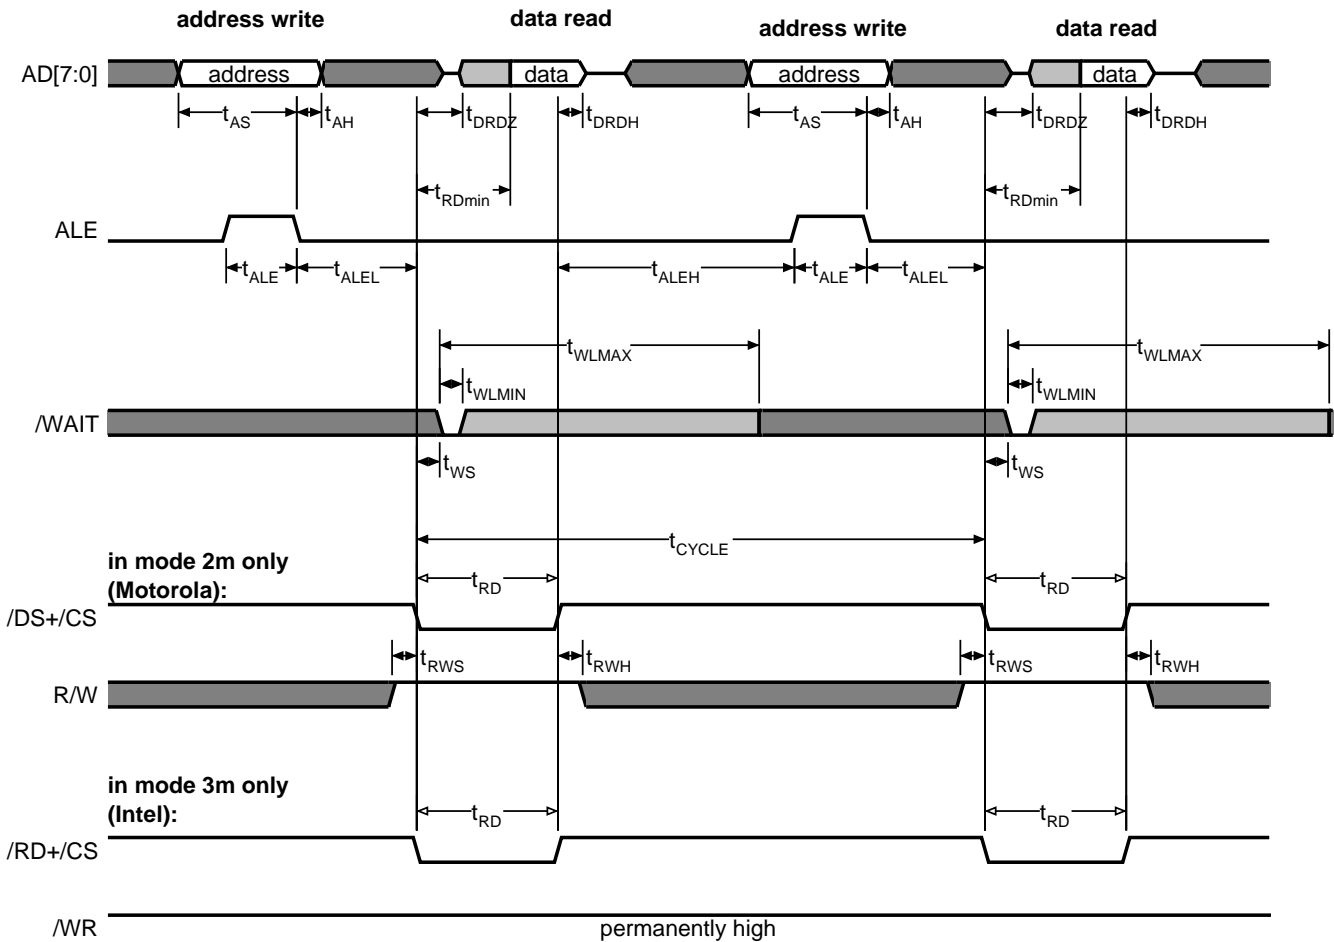 address write data read address write data read
AD[7:0] address data address data
tAS tAH tDRDZ tDRDH tAS tAH tDRDZ tDRDH
tRDmin tRDmin
ALE
tALE tALEL tALEH tALE tALEL
tWLMAX tWLMAX
tWLMIN tWLMIN
/WAIT
tWS tWS
tCYCLE
in mode 2m only
(Motorola): tRD tRD
/DS+/CS
tRWS tRWH tRWS tRWH
R/W
in mode 3m only
(Intel): tRD tRD
/RD+/CS
/WR permanently high